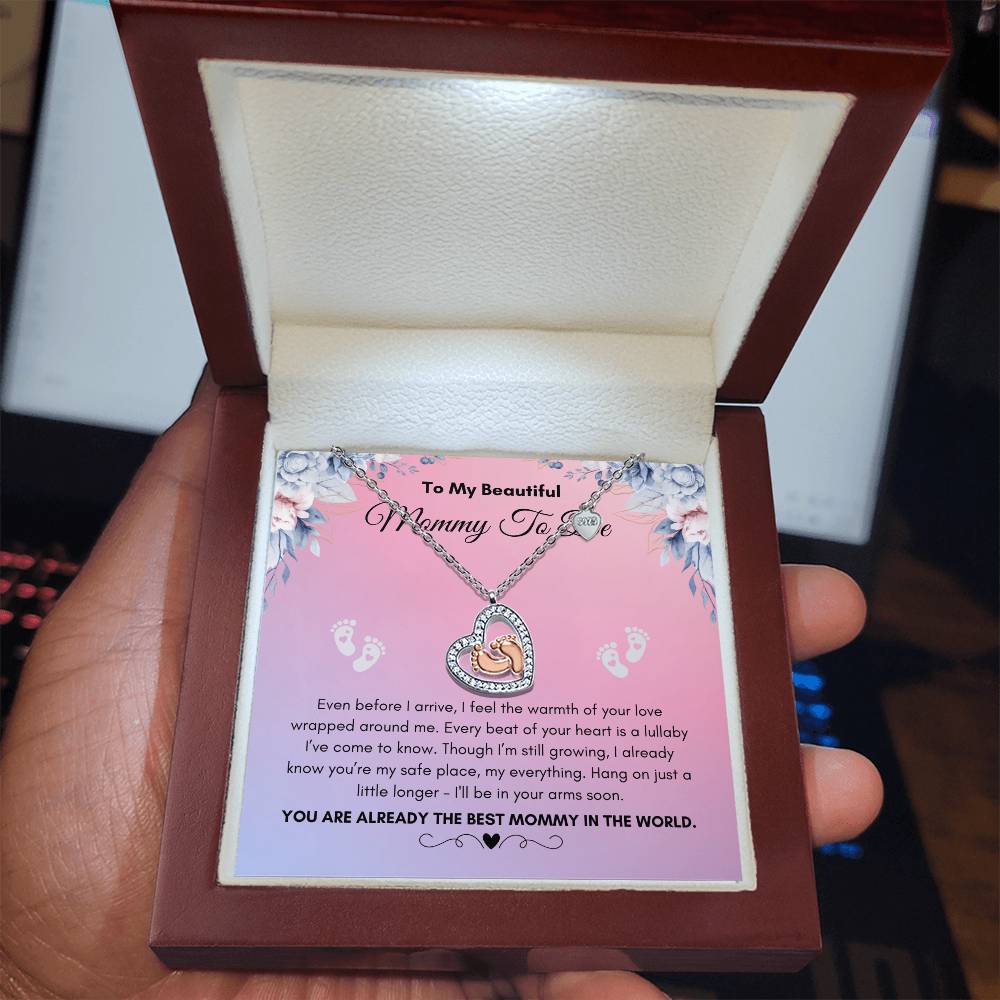 To My Beautiful
Mommy To Be
Even before I arrive, I feel the warmth of your love
wrapped around me. Every beat of your heart is a lullaby
I've come to know. Though I'm still growing, I already
know you're my safe place, my everything. Hang on just a
little longer - I'll be in your arms soon.
YOU ARE ALREADY THE BEST MOMMY IN THE WORLD.